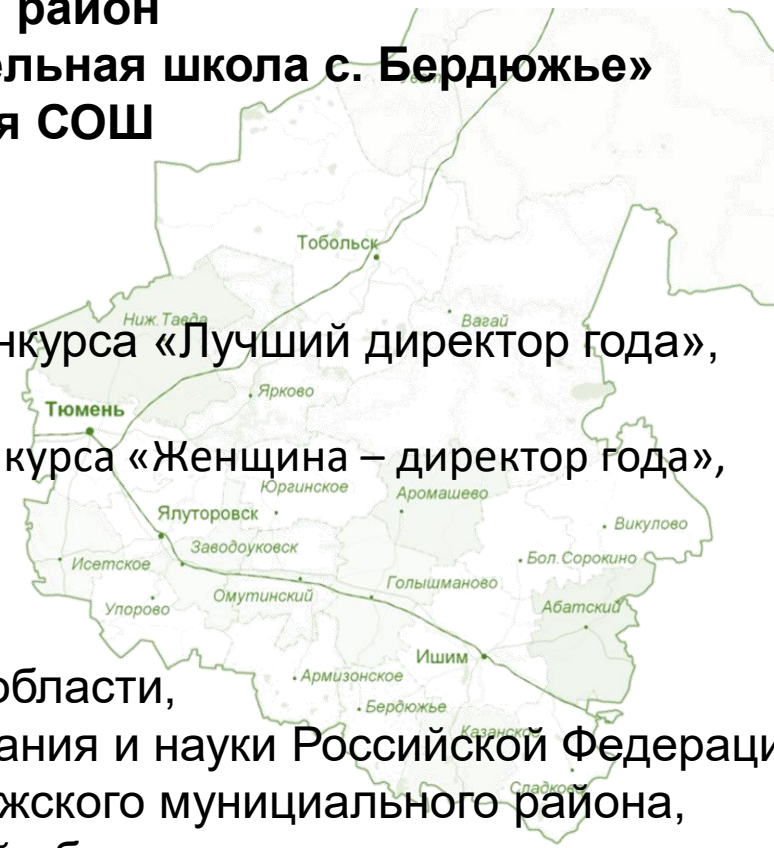 район
ельная школа с. Бердюжье»
я СОШ
Тобольск
Ниж.Тавда
Вагай
нкурса «Лучший директор года»,
Ярково
Тюмень
курса «Женщина – директор года»,
Юргинское
Аромашево
Ялуторовск
Викулово
Заводоуковск
Бол.Сорокино
Исетское
Голышманово
Омутинский
Абатский
Упорово
Ишим
Армизонское
области,
Бердюжье
Казанское
ания и науки Российской Федераци
Сладково
жского муниципального района,